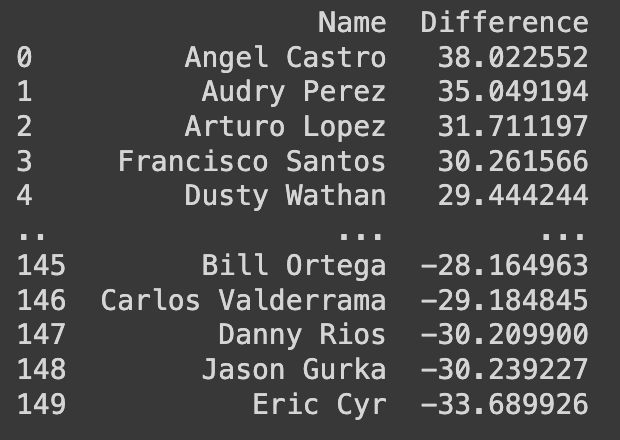 Name Difference
0 Angel Castro 38.022552
1 Audry Perez 35.049194
2 Arturo Lopez 31.711197
3 Francisco Santos 30.261566
4 Dusty Wathan 29.444244
.. ... ...
145 Bill Ortega -28.164963
146 Carlos Valderrama -29.184845
147 Danny Rios -30.209900
148 Jason Gurka -30.239227
149 Eric Cyr -33.689926